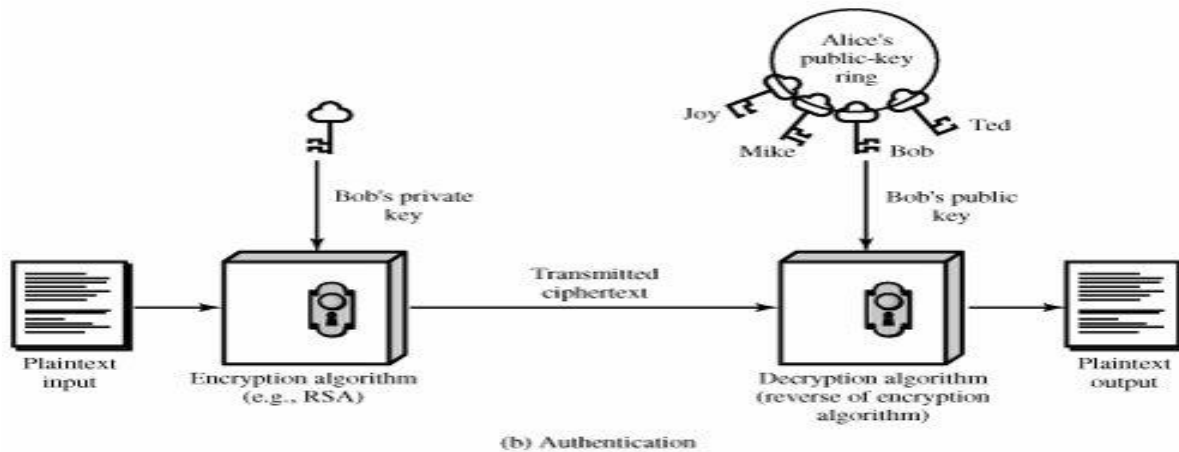 Alice's
public-key
ring
Joy
Ted
Mike
Bob
Bob's private
key
Bob's public
key
Transmitted
ciphertext
Plaintext
input
Encryption algorithm
(e.g., RSA)
Decryption algorithm
(reverse of encryption
algorithm)
Plaintext
output
(b) Authentication